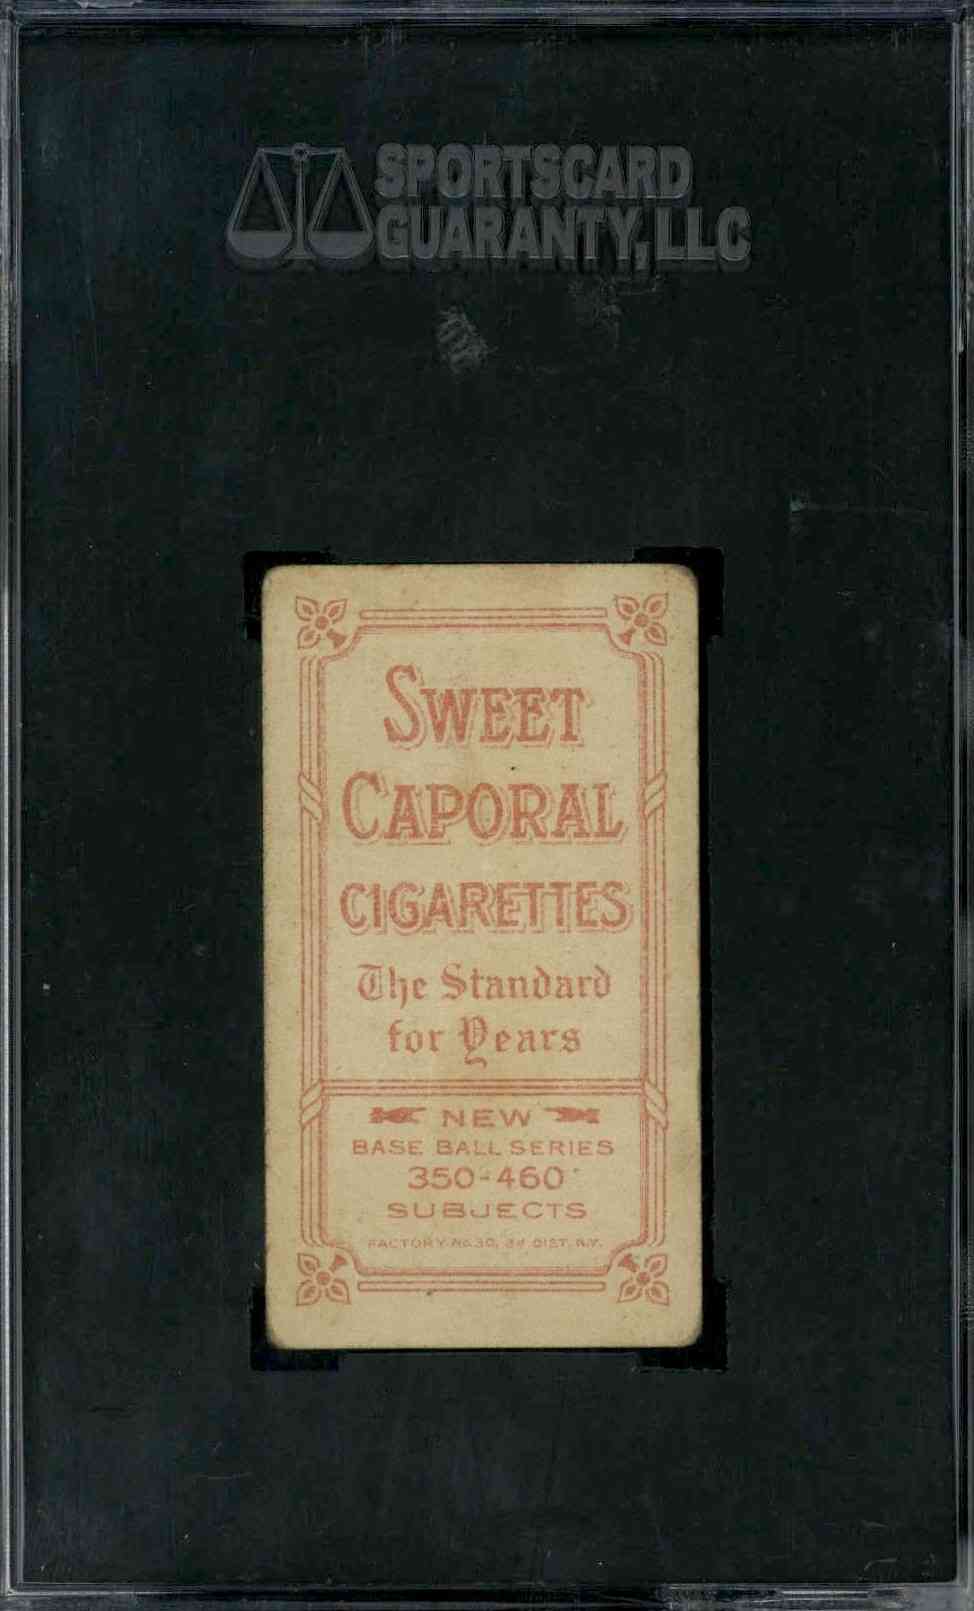 SPORTSCARD
GUARANTY, LLC
SWEET
CAPORAL
CIGARETTES
The Standard
for Years
NEW
BASE BALL SERIES
350-460
SUBJECTS
FACTORY No. 30, 2d DIST. N.Y.